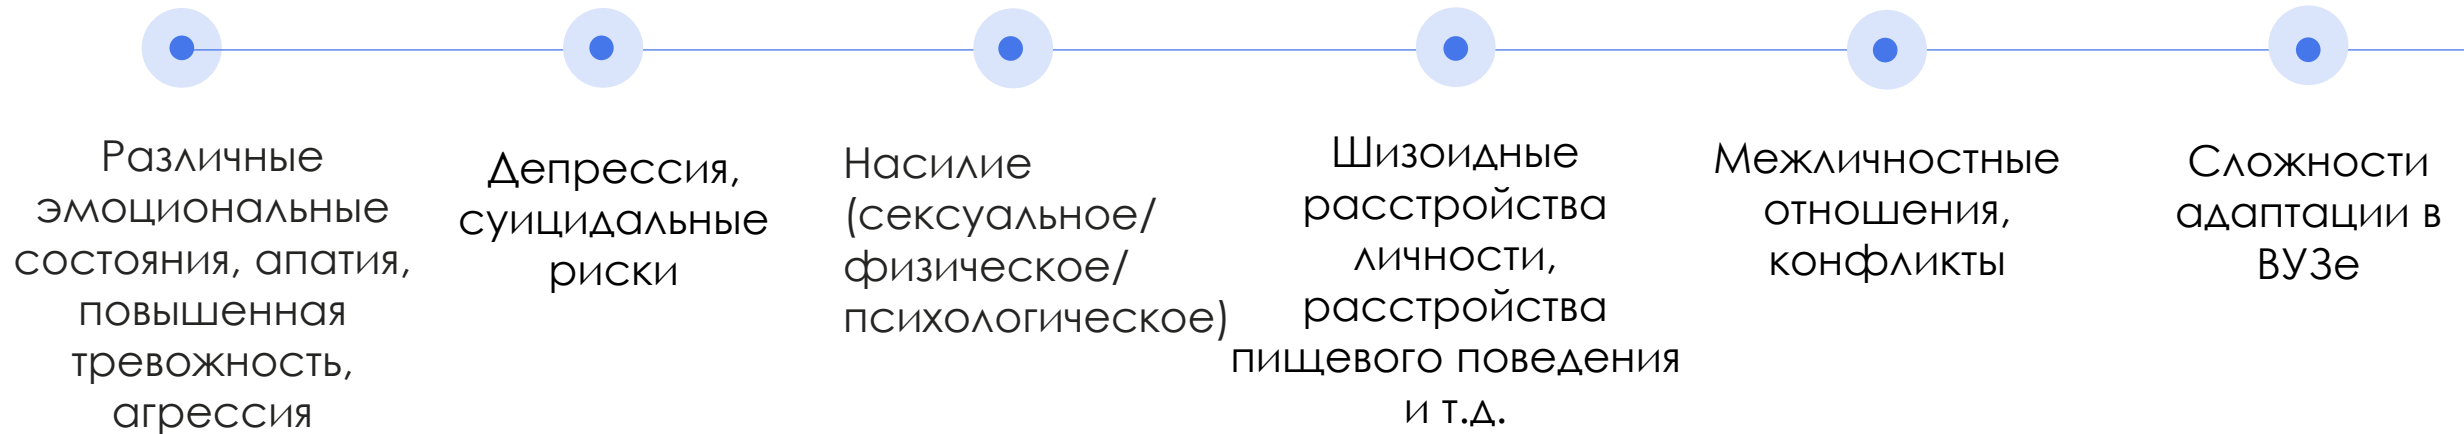 Различные
эмоциональные
состояния, апатия,
повышенная
тревожность,
агрессия
Депрессия,
суицидальные
риски
Насилие
(сексуальное/
физическое/
психологическое)
Шизоидные
расстройства
личности,
расстройства
пищевого поведения
и т.д.
Межличностные
отношения,
конфликты
Сложности
адаптации в
ВУЗе